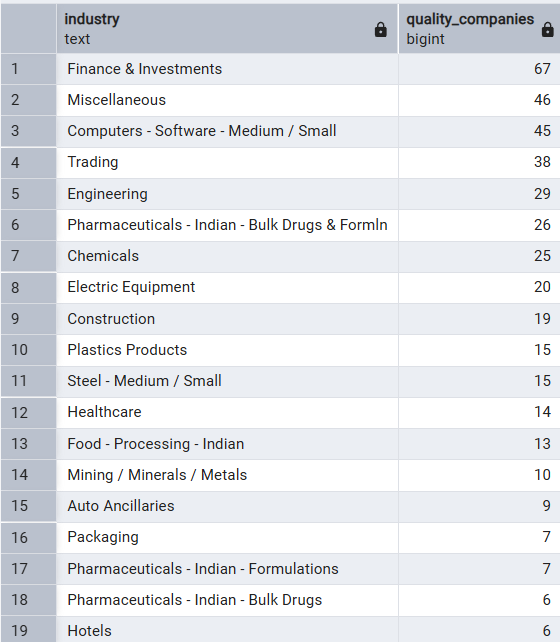 industry quality_companies
text bigint
1 Finance & Investments 67
2 Miscellaneous 46
3 Computers - Software - Medium / Small 45
4 Trading 38
5 Engineering 29
6 Pharmaceuticals - Indian - Bulk Drugs & Formln 26
7 Chemicals 25
8 Electric Equipment 20
9 Construction 19
10 Plastics Products 15
11 Steel - Medium / Small 15
12 Healthcare 14
13 Food - Processing - Indian 13
14 Mining / Minerals / Metals 10
15 Auto Ancillaries 9
16 Packaging 7
17 Pharmaceuticals - Indian - Formulations 7
18 Pharmaceuticals - Indian - Bulk Drugs 6
19 Hotels 6